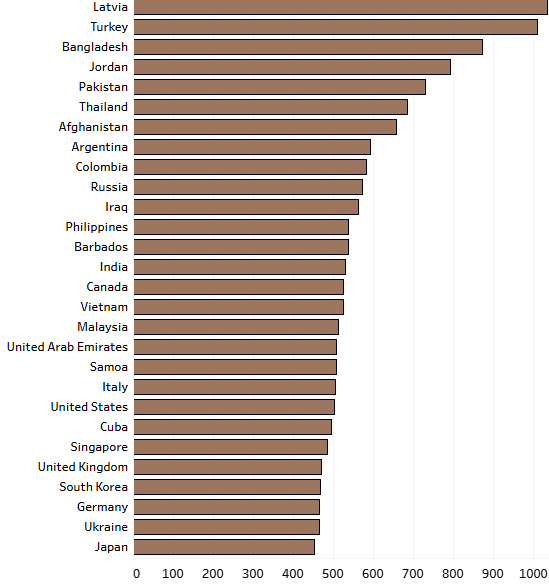 Latvia
Turkey
Bangladesh
Jordan
Pakistan
Thailand
Afghanistan
Argentina
Colombia
Russia
Iraq
Philippines
Barbados
India
Canada
Vietnam
Malaysia
United Arab Emirates
Samoa
Italy
United States
Cuba
Singapore
United Kingdom
South Korea
Germany
Ukraine
Japan
0 100 200 300 400 500 600 700 800 900 1000